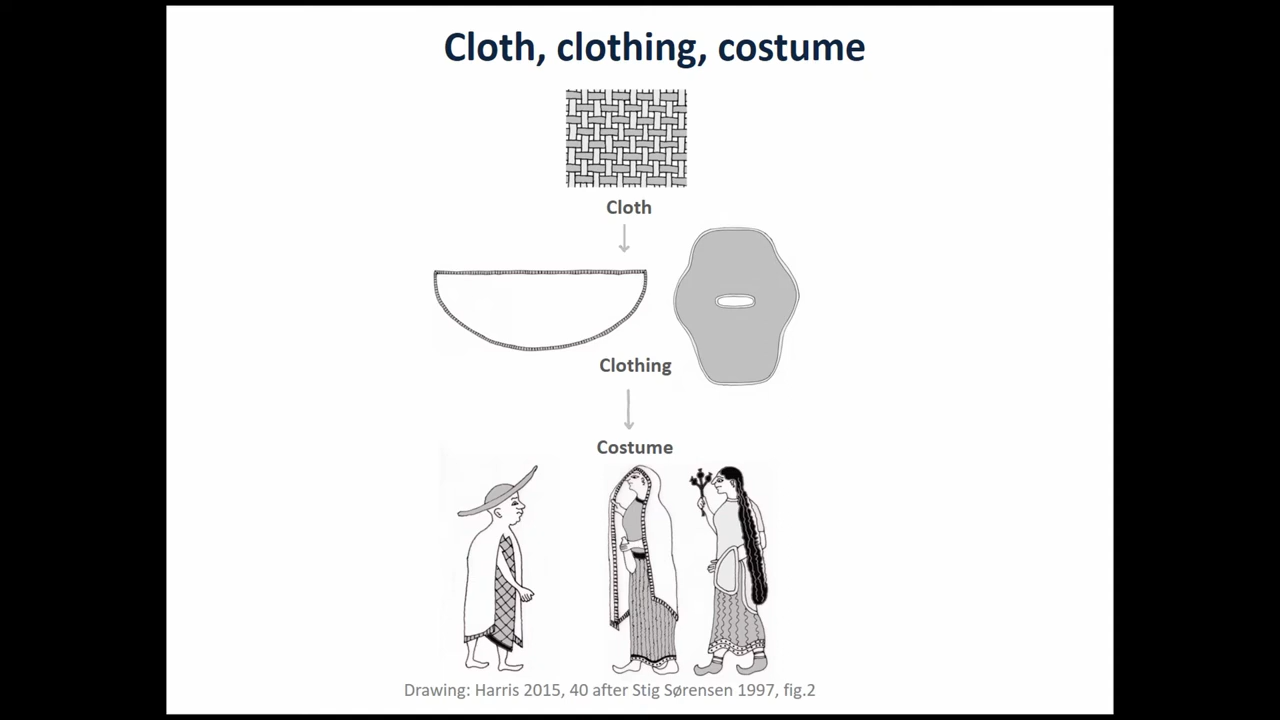 Cloth, clothing, costume
Cloth
Clothing
Costume
Drawing: Harris 2015, 40 after Stig Sørensen 1997, fig.2